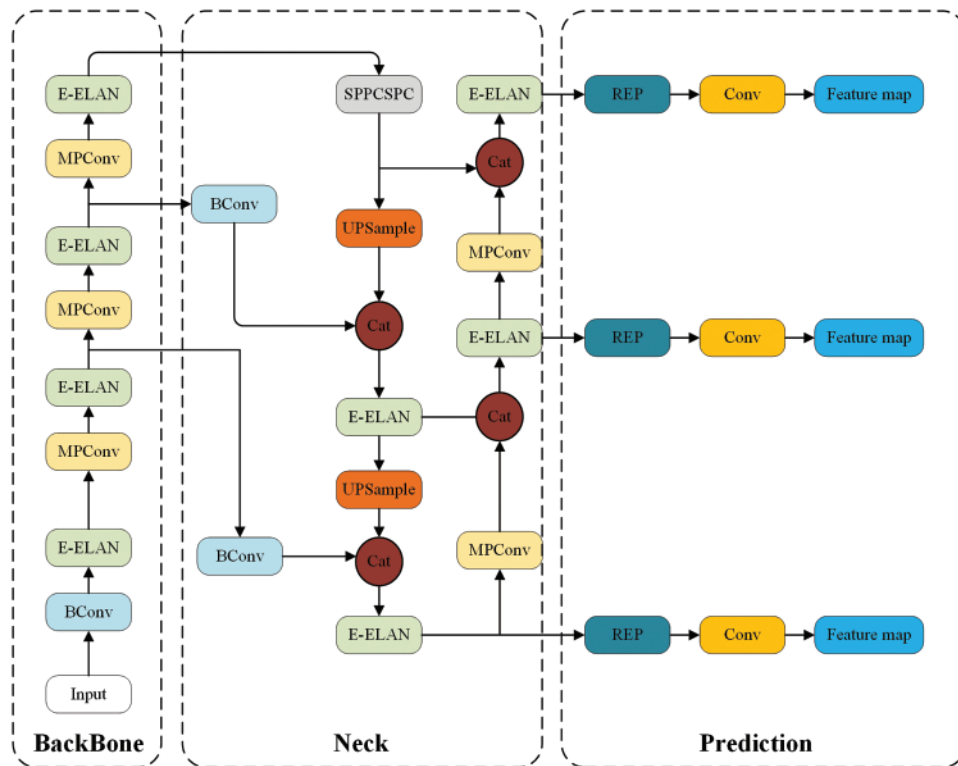 E-ELAN
SPPCSPC
E-ELAN
REP
Conv
Feature map
MPConv
Cat
BConv
UPSample
E-ELAN
MPConv
MPConv
Cat
E-ELAN
REP
Conv
Feature map
E-ELAN
E-ELAN
Cat
MPConv
UPSample
E-ELAN
BConv
Cat
MPConv
BConv
E-ELAN
REP
Conv
Feature map
Input
BackBone
Neck
Prediction